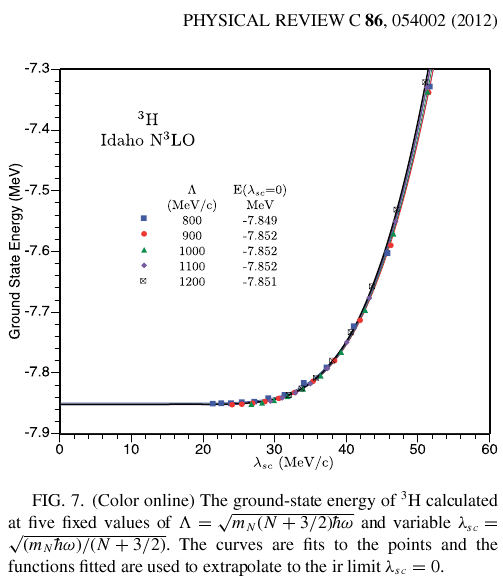 PHYSICAL REVIEW C 86, 054002 (2012)
-7.3
-7.4
-7.5
-7.6
-7.7
-7.8
-7.9
Ground State Energy (MeV)
³H
Idaho N³LO
Λ E(λsc=0)
(MeV/c) MeV
800 -7.849
900 -7.852
1000 -7.852
1100 -7.852
1200 -7.851
0 10 20 30 40 50 60
λsc (MeV/c)
FIG. 7. (Color online) The ground-state energy of ³H calculated
at five fixed values of Λ = √mN(N + 3/2)ħω and variable λsc =
√(mNħω)/(N + 3/2). The curves are fits to the points and the
functions fitted are used to extrapolate to the ir limit λsc = 0.